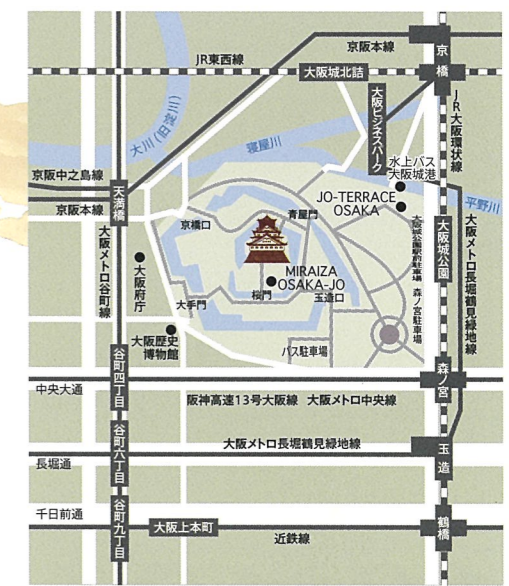 京阪本線
京橋
JR東西線
大阪城北詰
大阪ビジネスパーク
JR大阪環状線
大川（旧淀川）
寝屋川
水上バス
大阪城港
平野川
京阪中之島線
天満橋
京阪本線
JO-TERRACE
OSAKA
青屋門
京橋口
大阪メトロ谷町線
大阪府庁
MIRAIZA
OSAKA-JO
桜門
玉造口
大手門
大阪城公園駅前駐車場
森ノ宮駐車場
大阪城公園
大阪メトロ長堀鶴見緑地線
大阪歴史
博物館
バス駐車場
谷町四丁目
森ノ宮
中央大通
阪神高速13号大阪線 大阪メトロ中央線
谷町六丁目
大阪メトロ長堀鶴見緑地線
玉造
長堀通
千日前通
谷町九丁目
大阪上本町
近鉄線
鶴橋